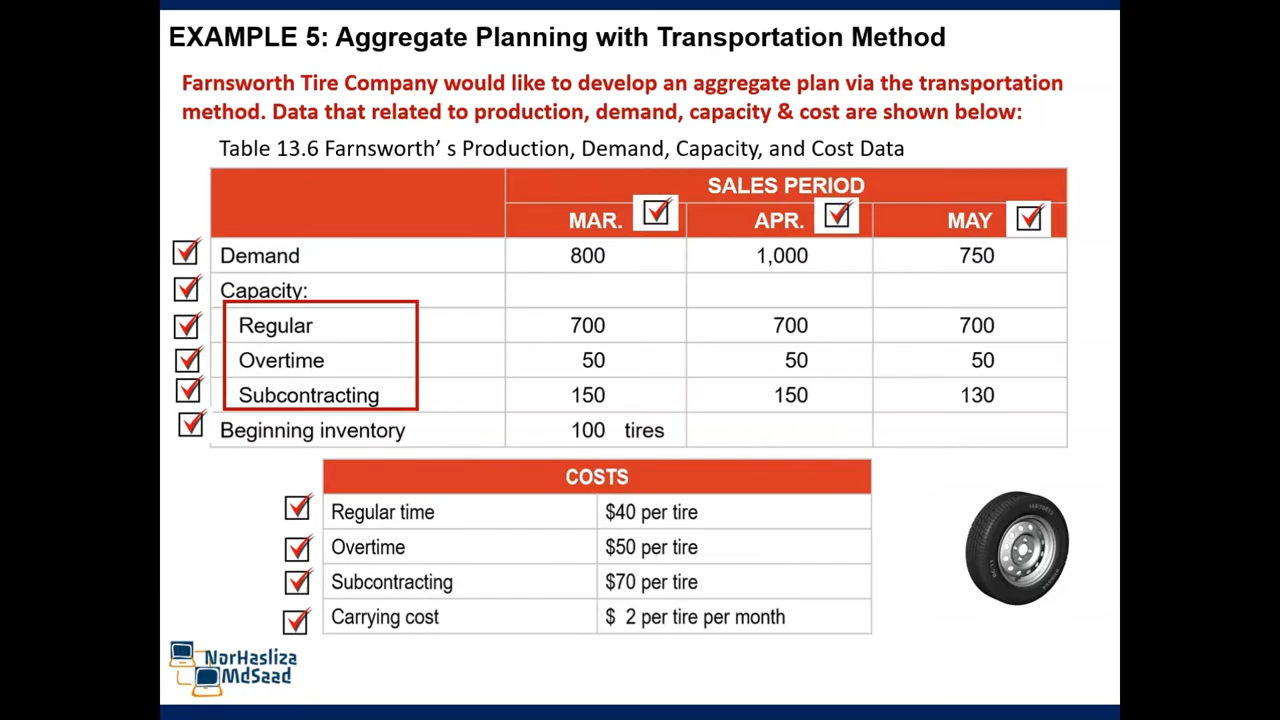 EXAMPLE 5: Aggregate Planning with Transportation Method
Farnsworth Tire Company would like to develop an aggregate plan via the transportation
method. Data that related to production, demand, capacity & cost are shown below:
Table 13.6 Farnsworth’ s Production, Demand, Capacity, and Cost Data
SALES PERIOD
MAR. APR. MAY
Demand 800 1,000 750
Capacity:
Regular 700 700 700
Overtime 50 50 50
Subcontracting 150 150 130
Beginning inventory 100 tires
COSTS
Regular time $40 per tire
Overtime $50 per tire
Subcontracting $70 per tire
Carrying cost $ 2 per tire per month
NorHasliza
MdSaad